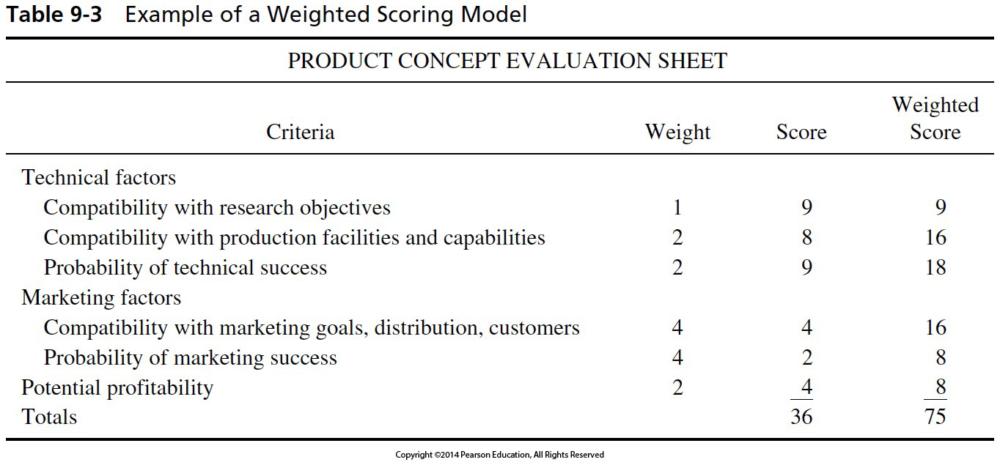 Table 9-3 Example of a Weighted Scoring Model
PRODUCT CONCEPT EVALUATION SHEET
Criteria Weight Score Weighted Score
Technical factors
Compatibility with research objectives 1 9 9
Compatibility with production facilities and capabilities 2 8 16
Probability of technical success 2 9 18
Marketing factors
Compatibility with marketing goals, distribution, customers 4 4 16
Probability of marketing success 4 2 8
Potential profitability 2 4 8
Totals 36 75
Copyright ©2014 Pearson Education, All Rights Reserved